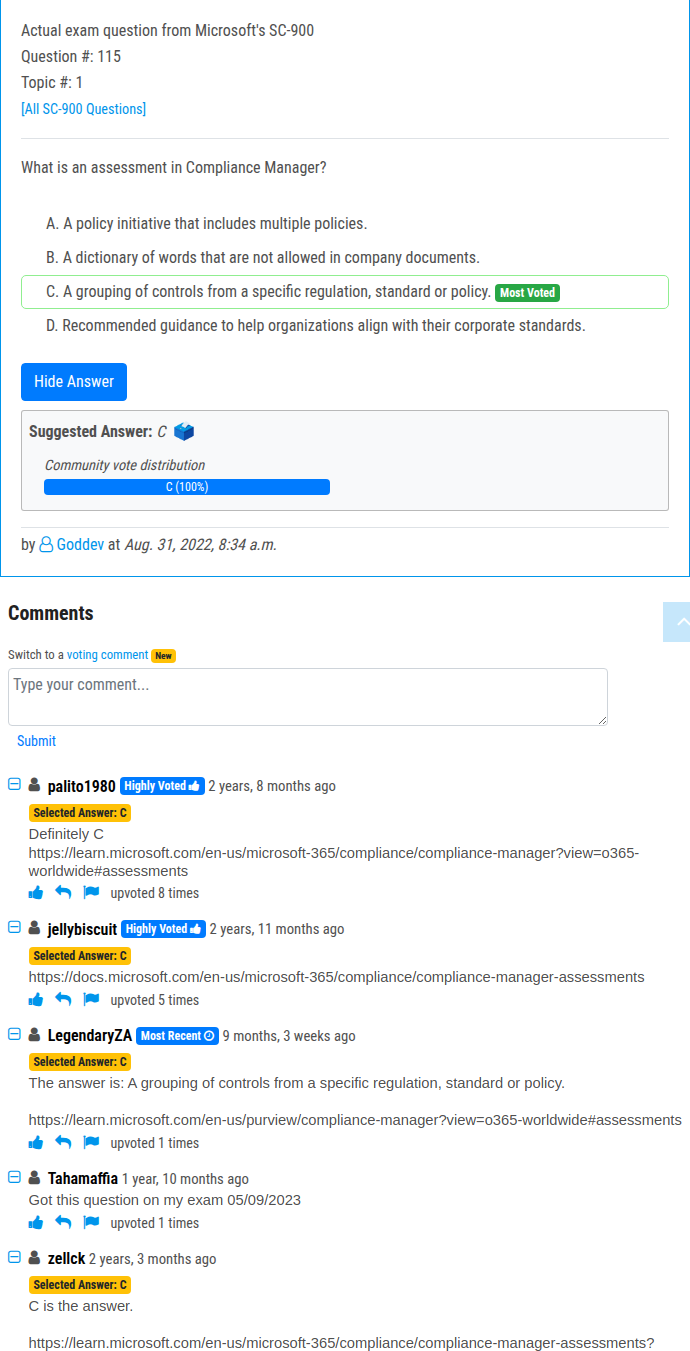 Actual exam question from Microsoft's SC-900
Question #: 115
Topic #: 1
[All SC-900 Questions]
What is an assessment in Compliance Manager?
A. A policy initiative that includes multiple policies.
B. A dictionary of words that are not allowed in company documents.
C. A grouping of controls from a specific regulation, standard or policy. Most Voted
D. Recommended guidance to help organizations align with their corporate standards.
Hide Answer
Suggested Answer: C
Community vote distribution
C (100%)
by Goddev at Aug. 31, 2022, 8:34 a.m.
Comments
Switch to a voting comment New
Type your comment...
Submit
palito1980 Highly Voted 2 years, 8 months ago
Selected Answer: C
Definitely C
https://learn.microsoft.com/en-us/microsoft-365/compliance/compliance-manager?view=o365-
worldwide#assessments
upvoted 8 times
jellybiscuit Highly Voted 2 years, 11 months ago
Selected Answer: C
https://docs.microsoft.com/en-us/microsoft-365/compliance/compliance-manager-assessments
upvoted 5 times
LegendaryZA Most Recent 9 months, 3 weeks ago
Selected Answer: C
The answer is: A grouping of controls from a specific regulation, standard or policy.
https://learn.microsoft.com/en-us/purview/compliance-manager?view=o365-worldwide#assessments
upvoted 1 times
Tahamaffia 1 year, 10 months ago
Got this question on my exam 05/09/2023
upvoted 1 times
zellck 2 years, 3 months ago
Selected Answer: C
C is the answer.
https://learn.microsoft.com/en-us/microsoft-365/compliance/compliance-manager-assessments?